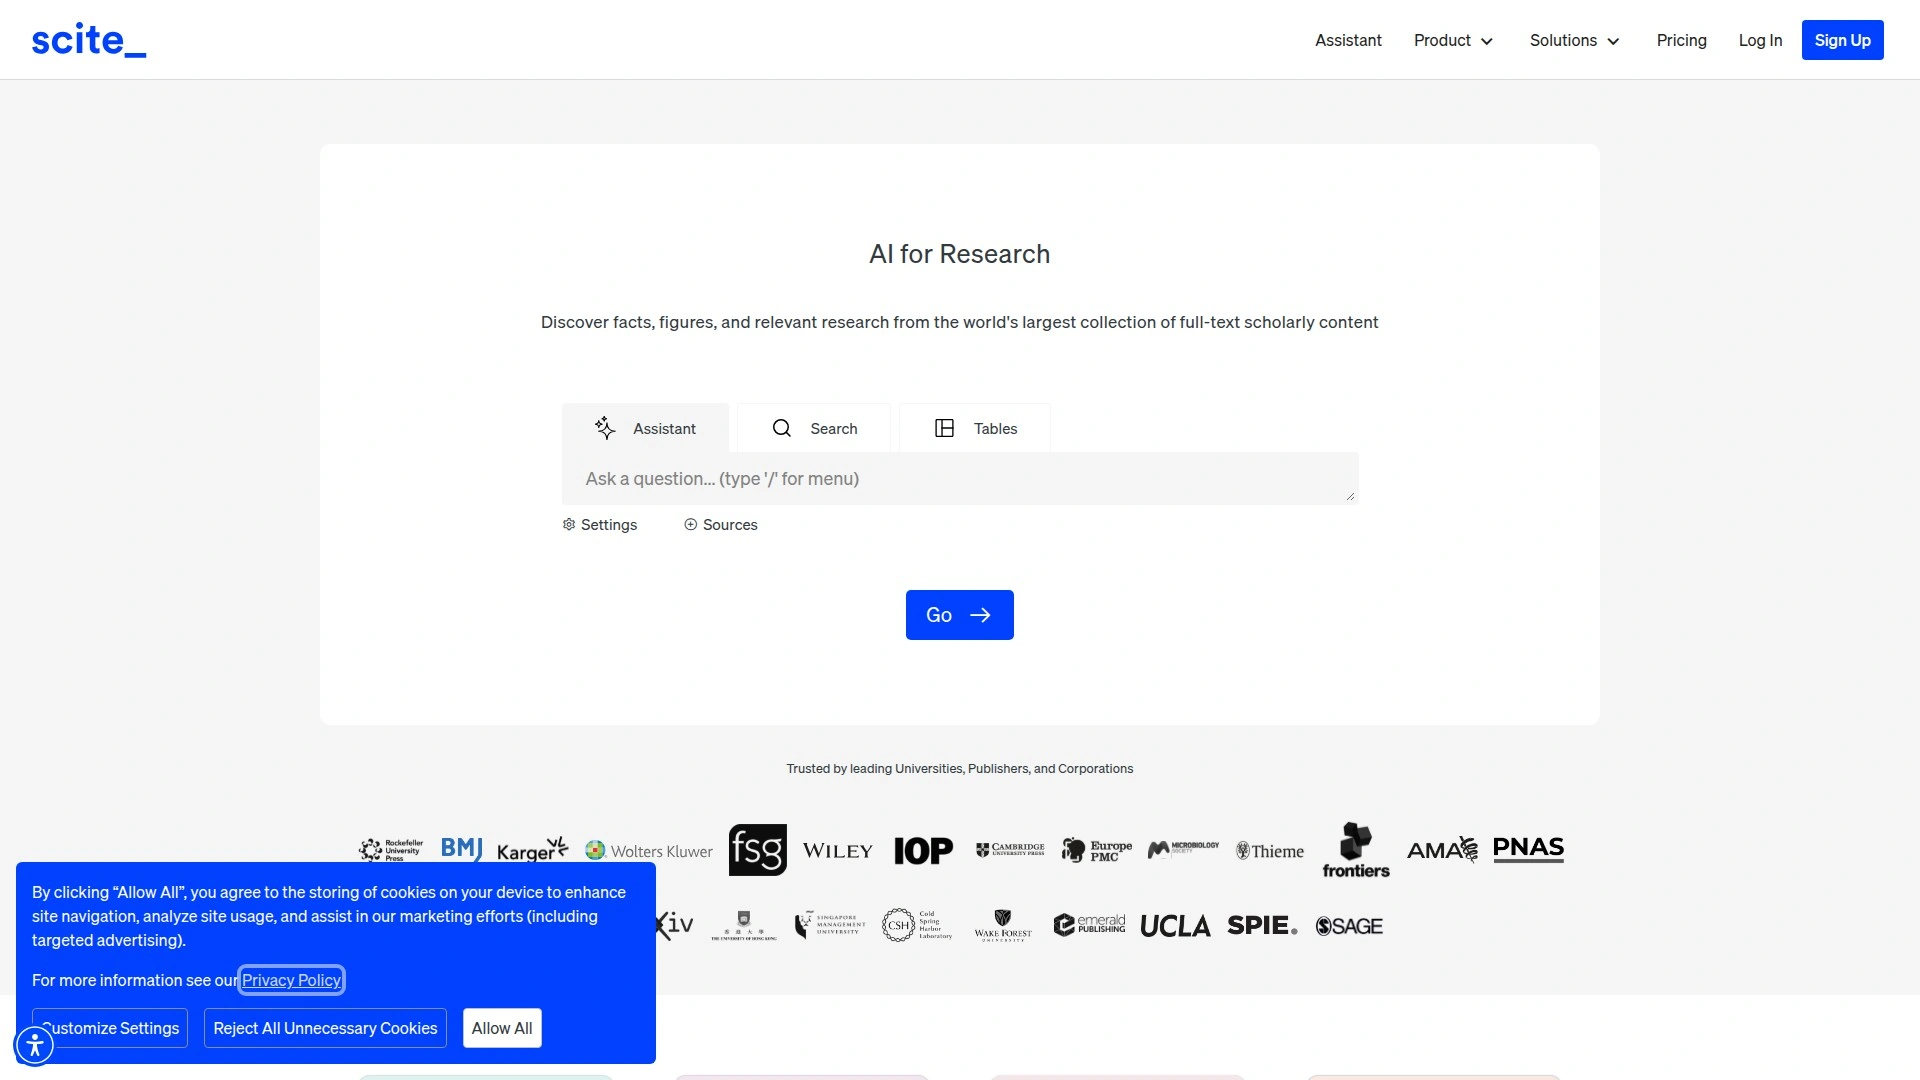 scite_
Assistant
Product
Solutions
Pricing
Log In
Sign Up
AI for Research
Discover facts, figures, and relevant research from the world's largest collection of full-text scholarly content
Assistant
Search
Tables
Ask a question... (type '/' for menu)
Settings
Sources
Go
Trusted by leading Universities, Publishers, and Corporations
Rockefeller
University
Press
BMJ
Karger
Wolters Kluwer
fsg
WILEY
IOP
CAMBRIDGE
UNIVERSITY PRESS
Europe
PMC
MICROBIOLOGY
SOCIETY
Thieme
frontiers
AMA
PNAS
Xiv
THE UNIVERSITY OF HONG KONG
SINGAPORE
MANAGEMENT
UNIVERSITY
CSH
Cold
Spring
Harbor
Laboratory
WAKE FOREST
UNIVERSITY
emerald
PUBLISHING
UCLA
SPIE.
SAGE
By clicking “Allow All”, you agree to the storing of cookies on your device to enhance
site navigation, analyze site usage, and assist in our marketing efforts (including
targeted advertising).
For more information see our Privacy Policy
Customize Settings
Reject All Unnecessary Cookies
Allow All